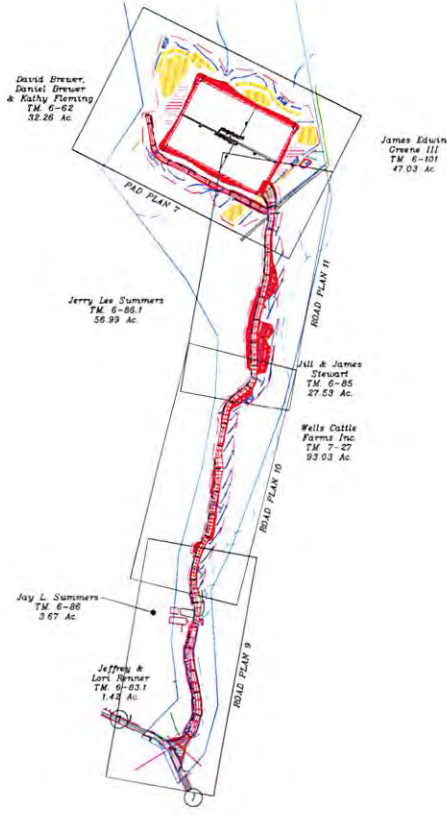 David Brewer,
Daniel Brewer
& Kathy Fleming
TM. 6-62
32.26 Ac.
James Edwin
Greene III
TM. 6-101
47.03 Ac.
PAD PLAN 7
ROAD PLAN 11
Jerry Lee Summers
TM. 6-86.1
56.99 Ac.
Jill & James
Stewart
TM. 6-85
27.53 Ac.
Wells Cattle
Farms Inc.
TM. 7-27
93.03 Ac.
ROAD PLAN 10
Jay L. Summers
TM. 6-86
3.67 Ac.
ROAD PLAN 9
Jeffrey &
Lori Renner
TM. 6-83.1
1.42 Ac.
7